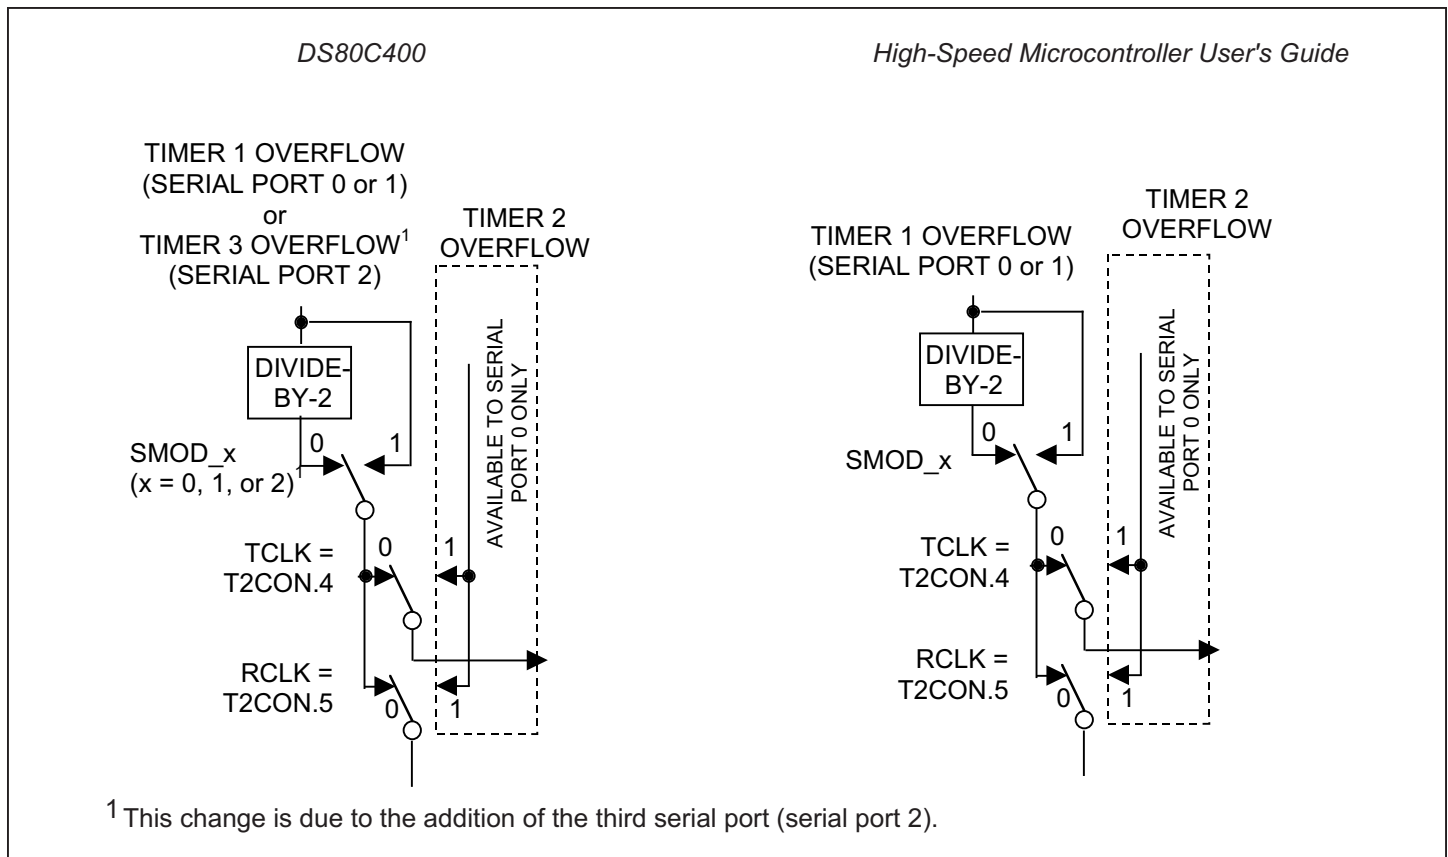 DS80C400
High-Speed Microcontroller User's Guide
TIMER 1 OVERFLOW
(SERIAL PORT 0 or 1)
or
TIMER 3 OVERFLOW1
(SERIAL PORT 2)
TIMER 2
OVERFLOW
DIVIDE-
BY-2
AVAILABLE TO SERIAL
PORT 0 ONLY
0
1
SMOD_x
(x = 0, 1, or 2)
TCLK =
T2CON.4
0
1
RCLK =
T2CON.5
0
1
TIMER 1 OVERFLOW
(SERIAL PORT 0 or 1)
TIMER 2
OVERFLOW
DIVIDE-
BY-2
AVAILABLE TO SERIAL
PORT 0 ONLY
0
1
SMOD_x
TCLK =
T2CON.4
0
1
RCLK =
T2CON.5
0
1
1 This change is due to the addition of the third serial port (serial port 2).